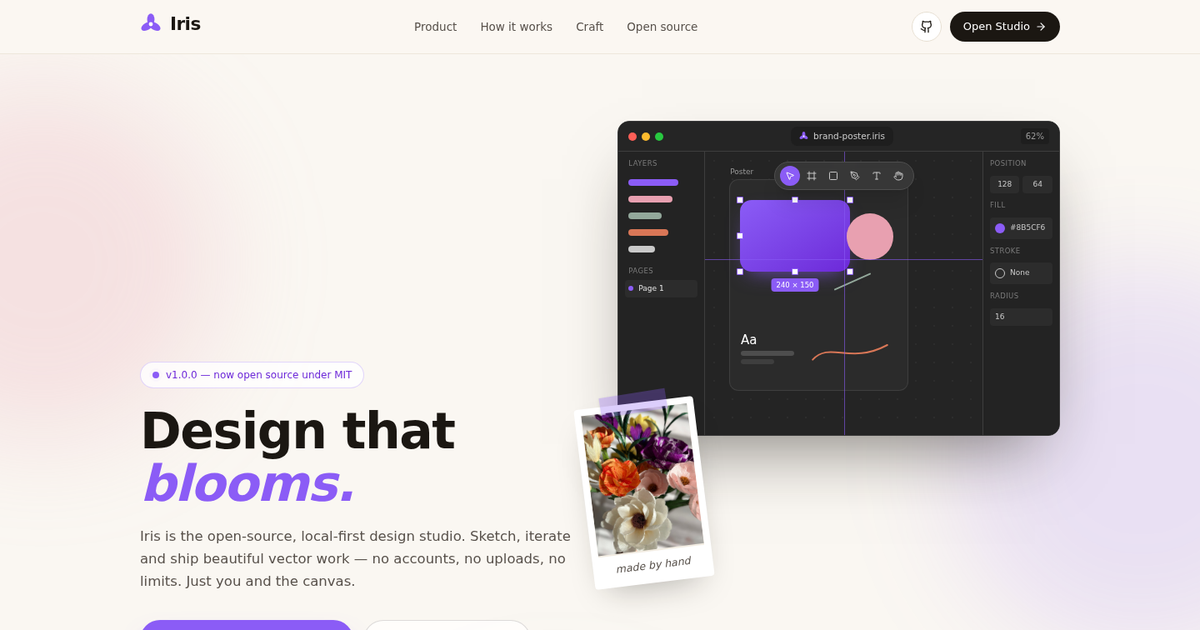 Iris
Product
How it works
Craft
Open source
Open Studio →
brand-poster.iris
62%
LAYERS
PAGES
Page 1
Poster
240 × 150
Aa
POSITION
128
64
FILL
#8B5CF6
STROKE
None
RADIUS
16
v1.0.0 — now open source under MIT
Design that
blooms.
Iris is the open-source, local-first design studio. Sketch, iterate
and ship beautiful vector work — no accounts, no uploads, no
limits. Just you and the canvas.
made by hand